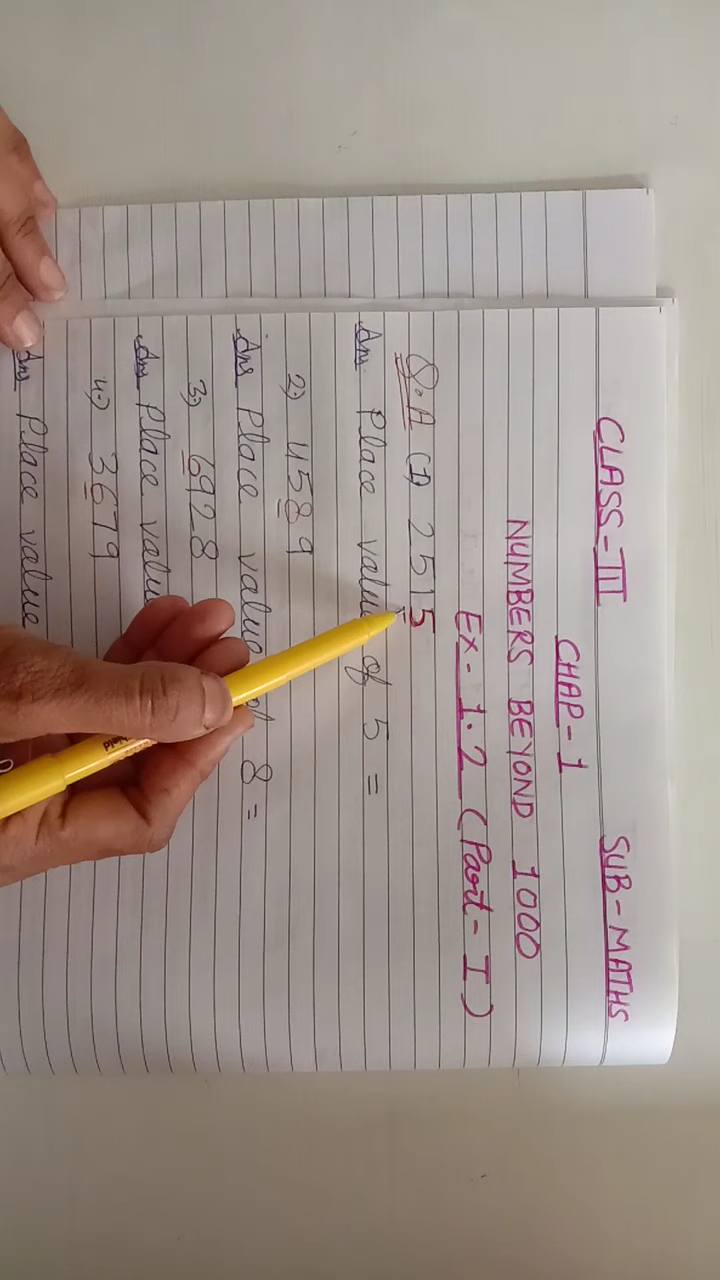 CLASS-III SUB-MATHS
CHAP-1
NUMBERS BEYOND 1000
Ex-1.2 (Part-I)
Q.A (1) 2515
Ans Place value of 5 =
2) 4589
Ans Place value of 8 =
3) 6928
Ans Place value
4) 3679
Ans Place value